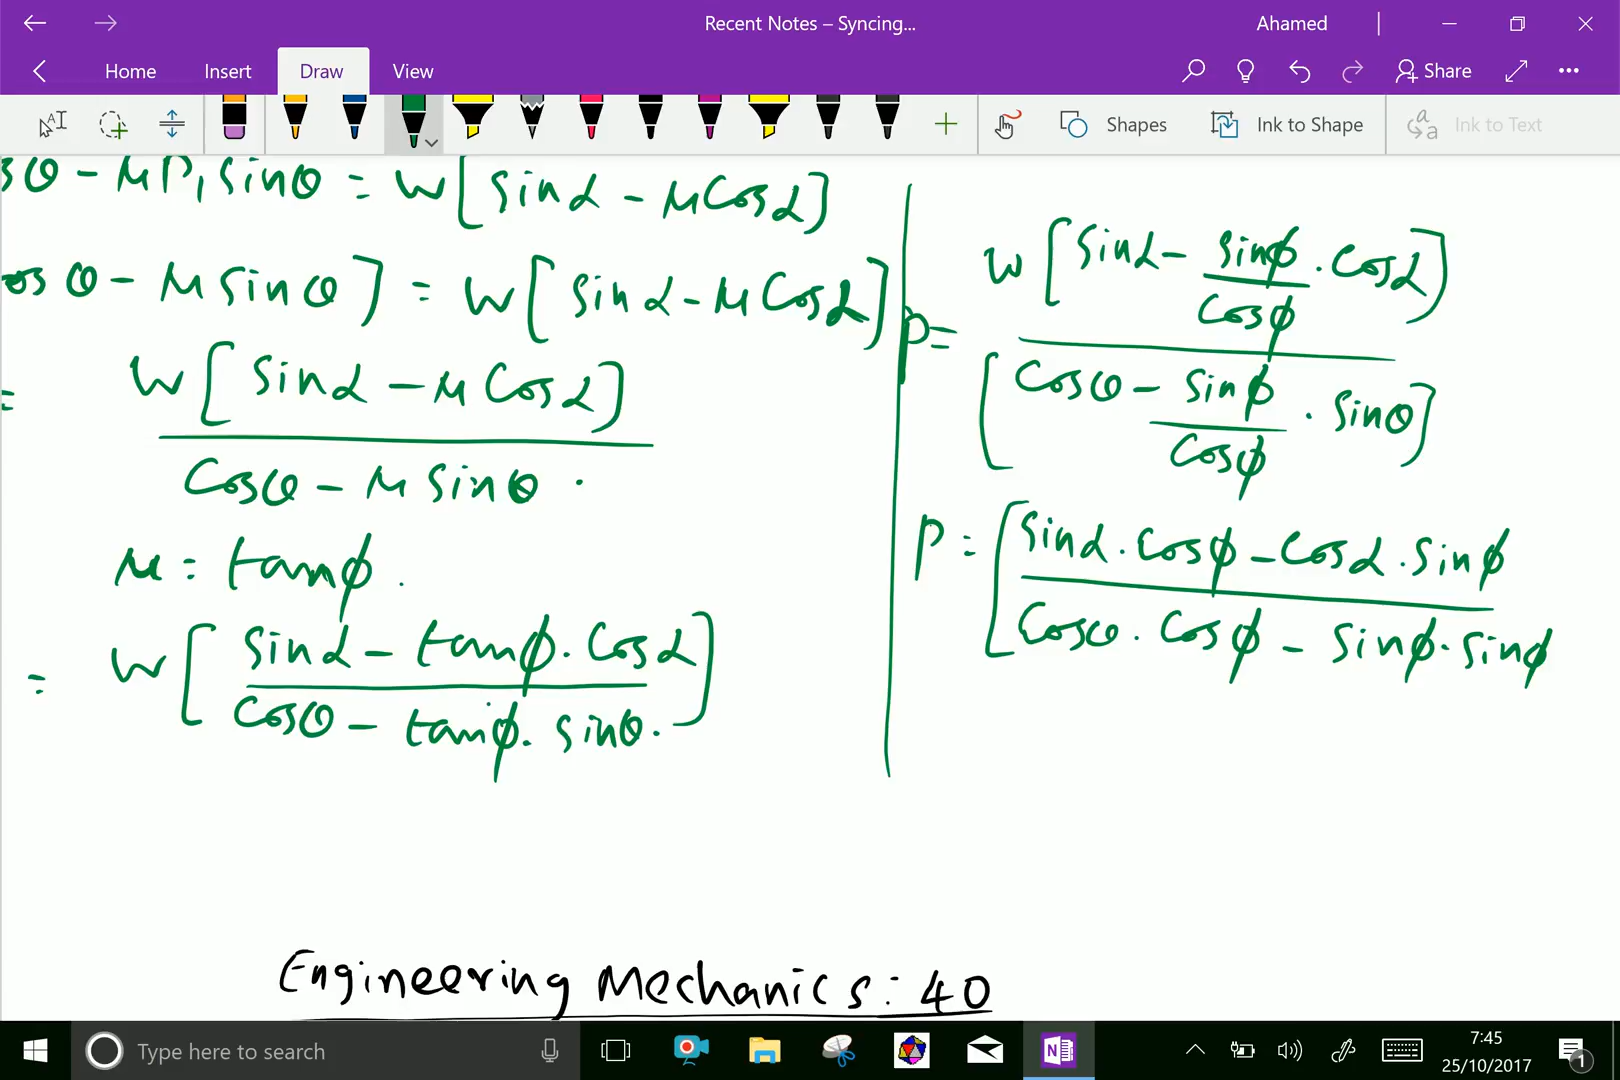 Recent Notes – Syncing...
Ahamed
Home Insert Draw View
Share
Shapes Ink to Shape Ink to Text
sθ - μP₁ sinθ = W[sinα - μCosα]
os θ - μ sinθ] = W[sinα - μCosα]
= W[sinα - μCosα] / Cosθ - μ sinθ .
μ = tanφ .
= W[sinα - tanφ. Cosα / Cosθ - tanφ. sinθ.]
P = W[sinα - sinφ/Cosφ . Cosα] / [Cosθ - sinφ/Cosφ . sinθ]
P = [sinα . Cosφ - Cosα . sinφ / Cosθ . Cosφ - sinφ . sinφ
Engineering Mechanics: 40
Type here to search
7:45
25/10/2017
1